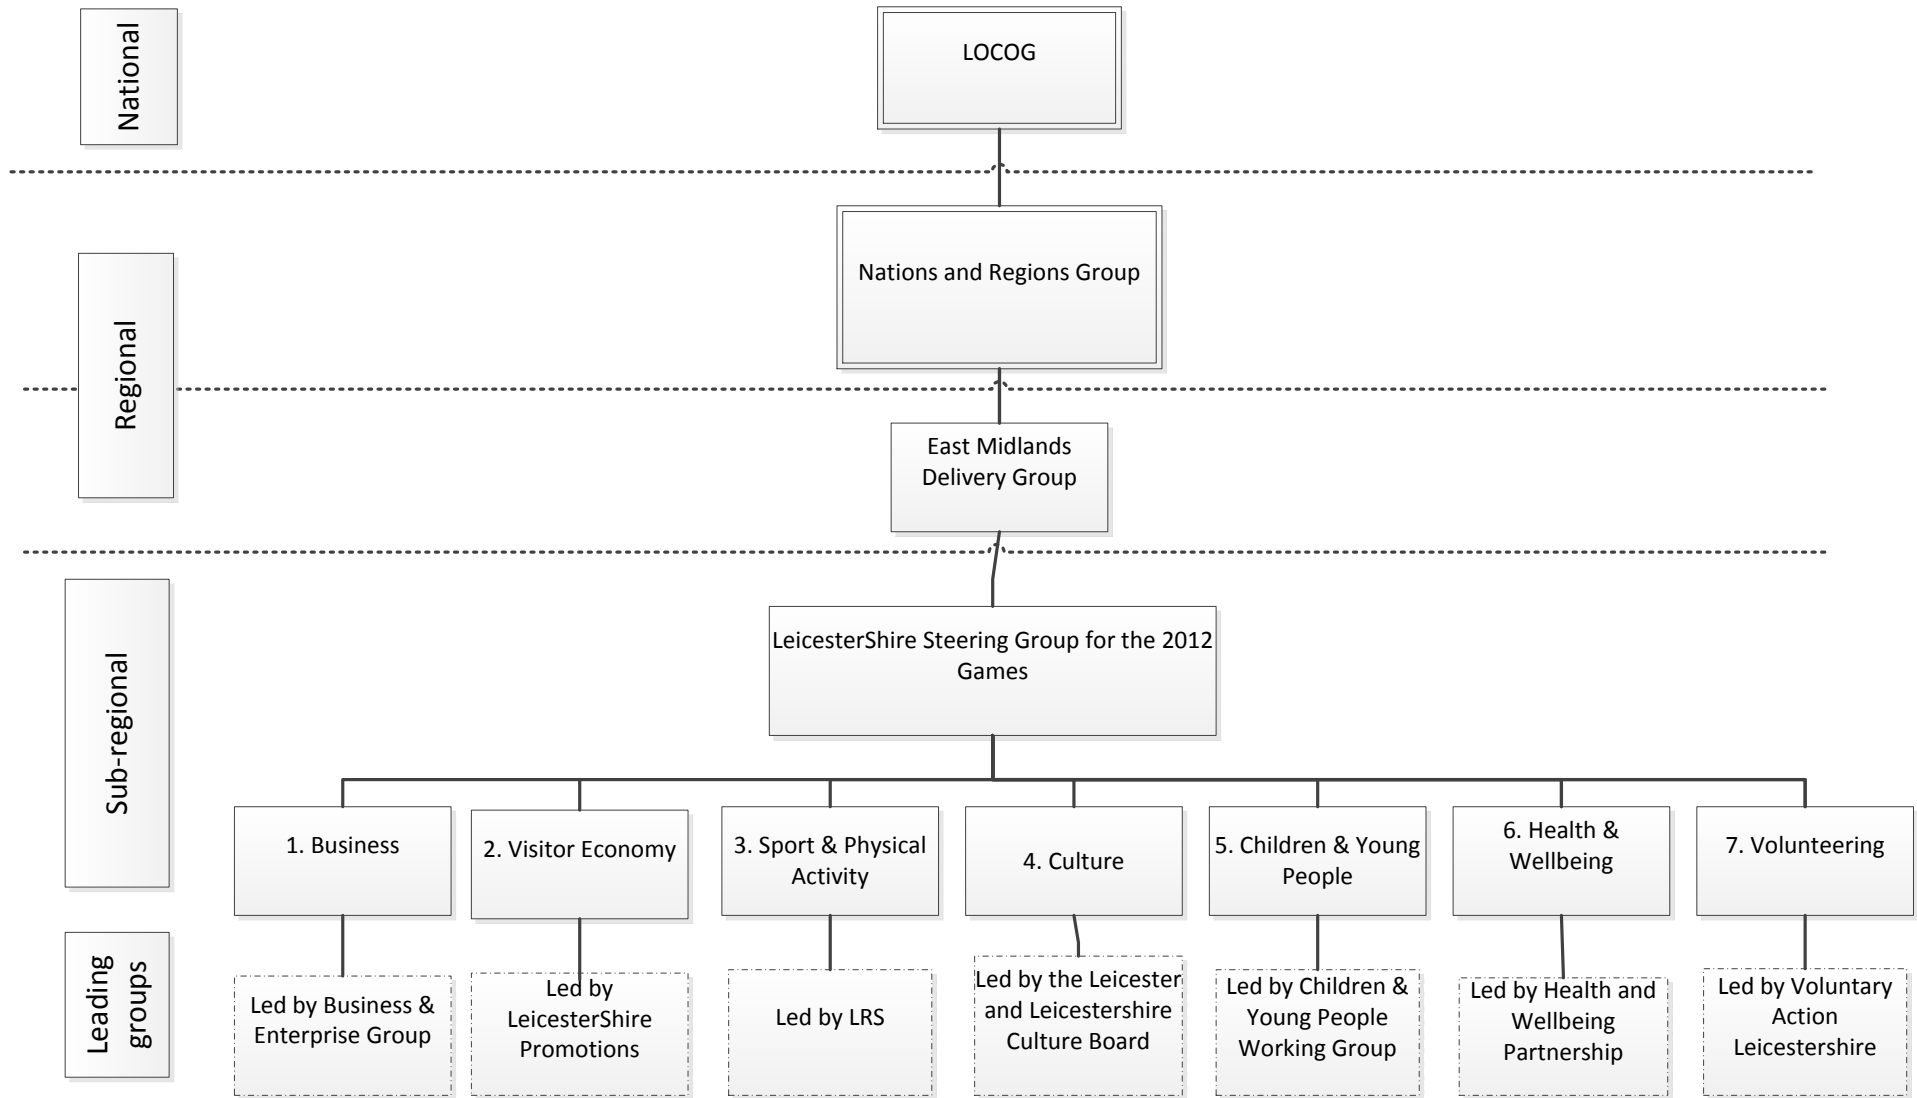 National
LOCOG
Regional
Nations and Regions Group
East Midlands
Delivery Group
Sub-regional
LeicesterShire Steering Group for the 2012
Games
1. Business
2. Visitor Economy
3. Sport & Physical
Activity
4. Culture
5. Children & Young
People
6. Health &
Wellbeing
7. Volunteering
Leading
groups
Led by Business &
Enterprise Group
Led by
LeicesterShire
Promotions
Led by LRS
Led by the Leicester
and Leicestershire
Culture Board
Led by Children &
Young People
Working Group
Led by Health and
Wellbeing
Partnership
Led by Voluntary
Action
Leicestershire